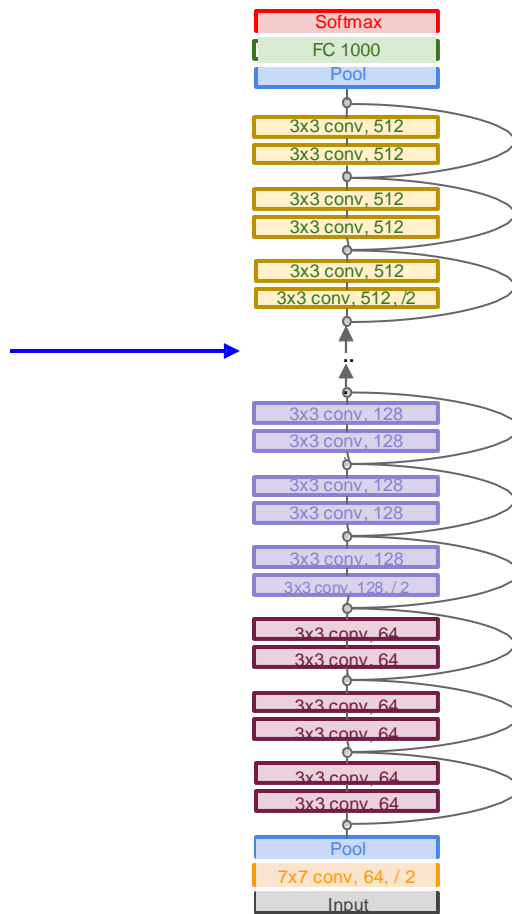 Softmax
FC 1000
Pool
3x3 conv, 512
3x3 conv, 512
3x3 conv, 512
3x3 conv, 512
3x3 conv, 512
3x3 conv, 512, /2
..
.
3x3 conv, 128
3x3 conv, 128
3x3 conv, 128
3x3 conv, 128
3x3 conv, 128
3x3 conv, 128, / 2
3x3 conv, 64
3x3 conv, 64
3x3 conv, 64
3x3 conv, 64
3x3 conv, 64
3x3 conv, 64
Pool
7x7 conv, 64, / 2
Input